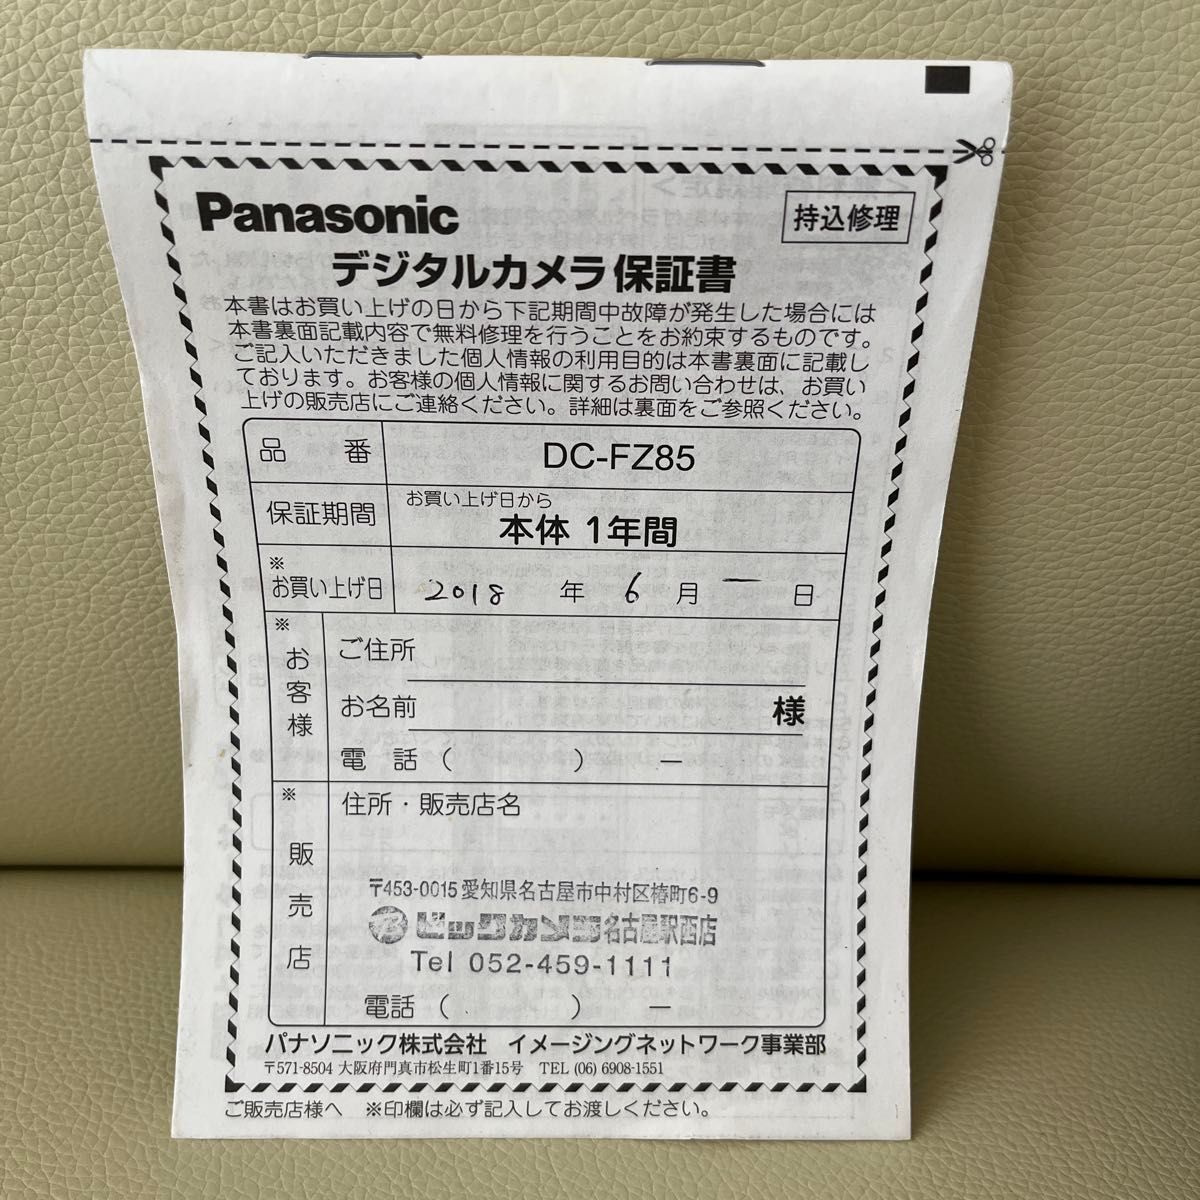 Panasonic
持込修理
デジタルカメラ保証書
本書はお買い上げの日から下記期間中故障が発生した場合には
本書裏面記載内容で無料修理を行うことをお約束するものです。
ご記入いただきました個人情報の利用目的は本書裏面に記載し
ております。お客様の個人情報に関するお問い合わせは、お買い
上げの販売店にご連絡ください。詳細は裏面をご参照ください。
品 番 DC-FZ85
保証期間 お買い上げ日から
本体 1年間
※
お買い上げ日 2018 年 6 月 一 日
※
お客様
ご住所
お名前 様
電 話 ( ) ー
※
販売店
住所・販売店名
〒453-0015 愛知県名古屋市中村区椿町6-9
ビックカメラ名古屋駅西店
Tel 052-459-1111
電話 ( ) ー
パナソニック株式会社 イメージングネットワーク事業部
〒571-8504 大阪府門真市松生町1番15号 TEL (06) 6908-1551
ご販売店様へ ※印欄は必ず記入してお渡しください。